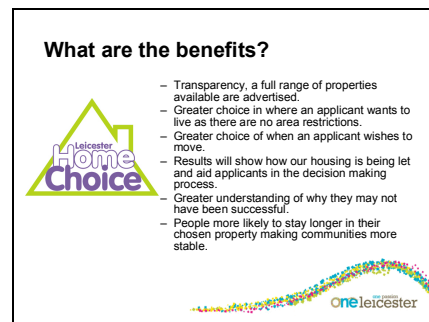 What are the benefits?
Leicester
Home
Choice
– Transparency, a full range of properties
available are advertised.
– Greater choice in where an applicant wants to
live as there are no area restrictions.
– Greater choice of when an applicant wishes to
move.
– Results will show how our housing is being let
and aid applicants in the decision making
process.
– Greater understanding of why they may not
have been successful.
– People more likely to stay longer in their
chosen property making communities more
stable.
one passion
oneleicester